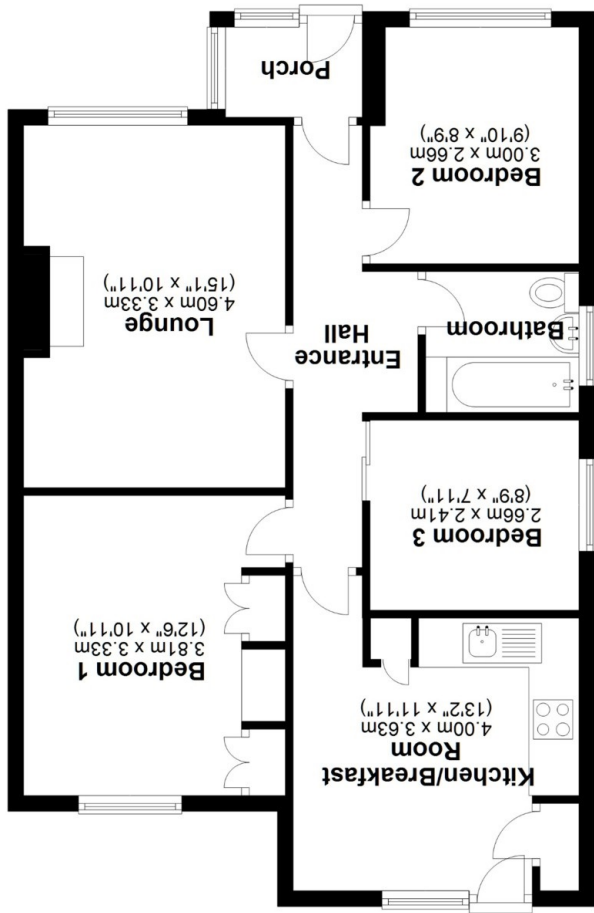 Kitchen/Breakfast
Room
4.00m x 3.63m
(13'2" x 11'11")
Bedroom 1
3.81m x 3.33m
(12'6" x 10'11")
Bedroom 3
2.66m x 2.41m
(8'9" x 7'11")
Bathroom
Entrance
Hall
Lounge
4.60m x 3.33m
(15'1" x 10'11")
Bedroom 2
3.00m x 2.66m
(9'10" x 8'9")
Porch